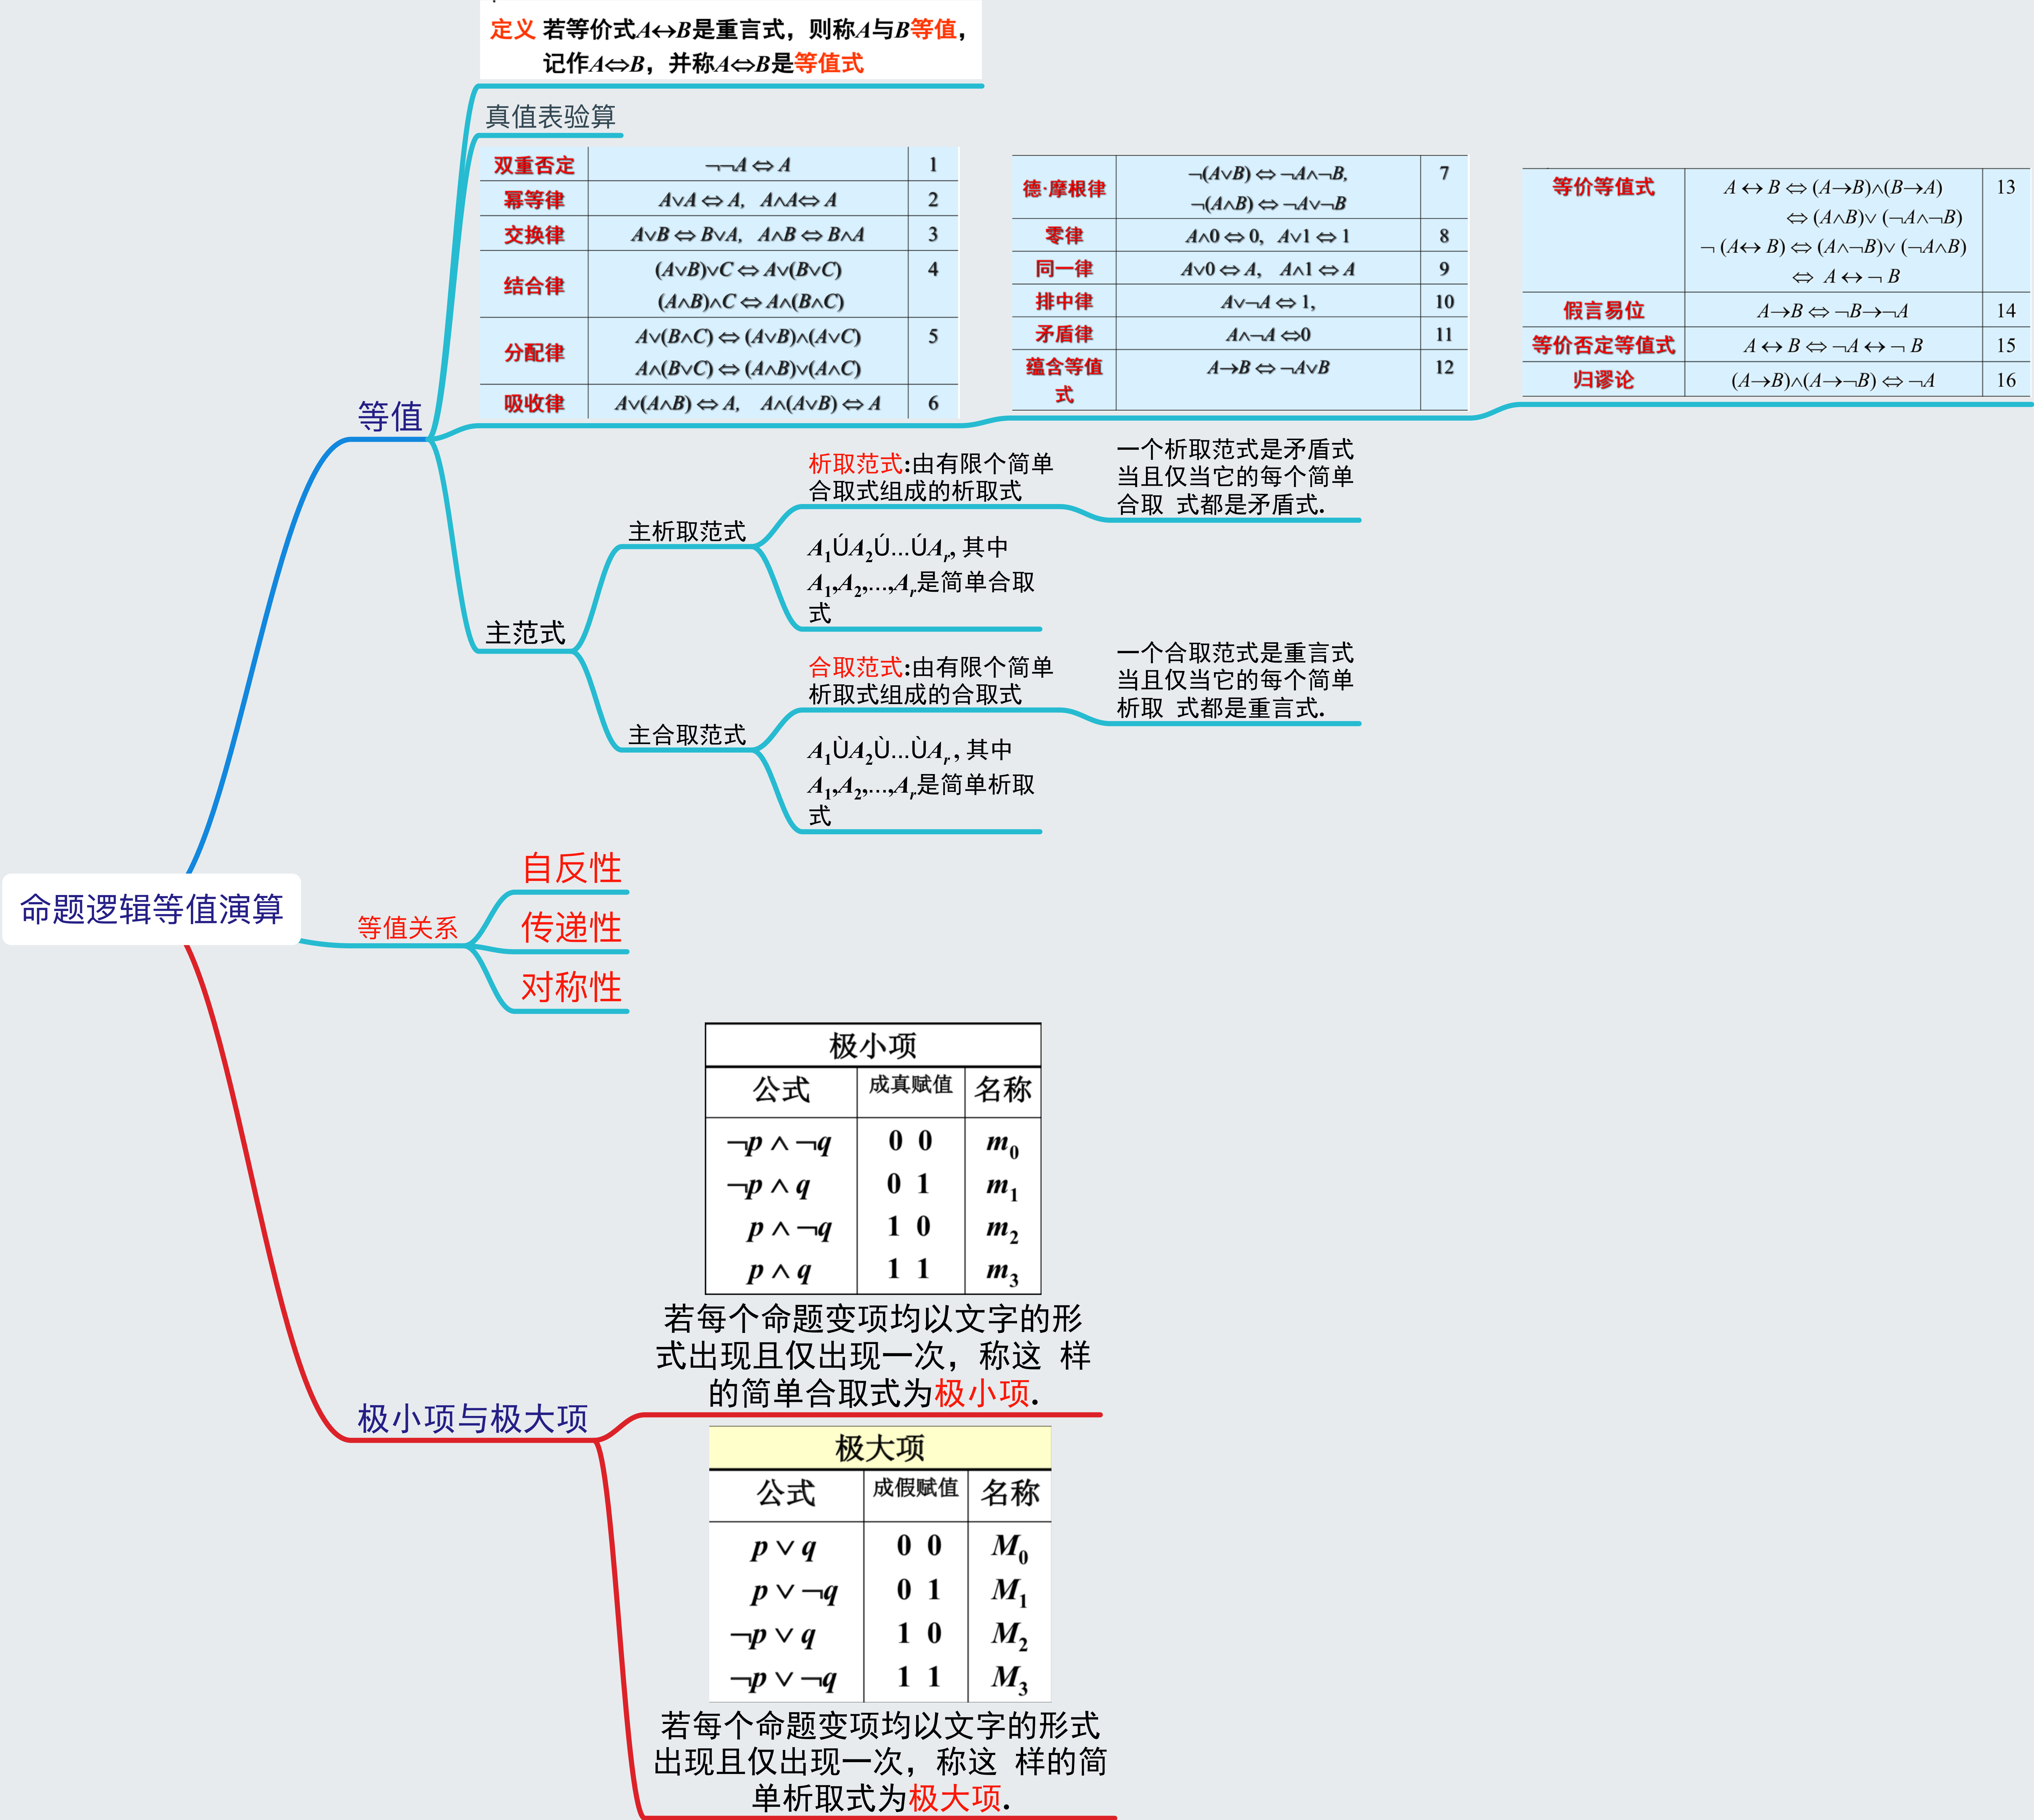 定义 若等价式A↔B是重言式，则称A与B等值，
记作A⇔B，并称A⇔B是等值式
真值表验算
双重否定 ¬¬A ⇔ A 1
幂等律 A∨A ⇔ A, A∧A⇔ A 2
交换律 A∨B ⇔ B∨A, A∧B ⇔ B∧A 3
结合律 (A∨B)∨C ⇔ A∨(B∨C) 4
(A∧B)∧C ⇔ A∧(B∧C)
分配律 A∨(B∧C) ⇔ (A∨B)∧(A∨C) 5
A∧(B∨C) ⇔ (A∧B)∨(A∧C)
吸收律 A∨(A∧B) ⇔ A, A∧(A∨B) ⇔ A 6
德·摩根律 ¬(A∨B) ⇔ ¬A∧¬B, 7
¬(A∧B) ⇔ ¬A∨¬B
零律 A∧0 ⇔ 0, A∨1 ⇔ 1 8
同一律 A∨0 ⇔ A, A∧1 ⇔ A 9
排中律 A∨¬A ⇔ 1, 10
矛盾律 A∧¬A ⇔0 11
蕴含等值 A→B ⇔ ¬A∨B 12
式
等价等值式 A ↔ B ⇔ (A→B)∧(B→A) 13
⇔ (A∧B)∨ (¬A∧¬B)
¬ (A↔ B) ⇔ (A∧¬B)∨ (¬A∧B)
⇔ A ↔ ¬ B
假言易位 A→B ⇔ ¬B→¬A 14
等价否定等值式 A ↔ B ⇔ ¬A ↔ ¬ B 15
归谬论 (A→B)∧(A→¬B) ⇔ ¬A 16
等值
主范式
主析取范式
析取范式:由有限个简单
合取式组成的析取式
一个析取范式是矛盾式
当且仅当它的每个简单
合取 式都是矛盾式.
A₁ÚA₂Ú…ÚAᵣ, 其中
A₁,A₂,…,Aᵣ是简单合取
式
主合取范式
合取范式:由有限个简单
析取式组成的合取式
一个合取范式是重言式
当且仅当它的每个简单
析取 式都是重言式.
A₁ÙA₂Ù…ÙAᵣ , 其中
A₁,A₂,…,Aᵣ是简单析取
式
命题逻辑等值演算
等值关系
自反性
传递性
对称性
极小项与极大项
极小项
公式 成真赋值 名称
¬p ∧ ¬q 0 0 m₀
¬p ∧ q 0 1 m₁
p ∧ ¬q 1 0 m₂
p ∧ q 1 1 m₃
若每个命题变项均以文字的形
式出现且仅出现一次，称这 样
的简单合取式为极小项.
极大项
公式 成假赋值 名称
p ∨ q 0 0 M₀
p ∨ ¬q 0 1 M₁
¬p ∨ q 1 0 M₂
¬p ∨ ¬q 1 1 M₃
若每个命题变项均以文字的形式
出现且仅出现一次，称这 样的简
单析取式为极大项.